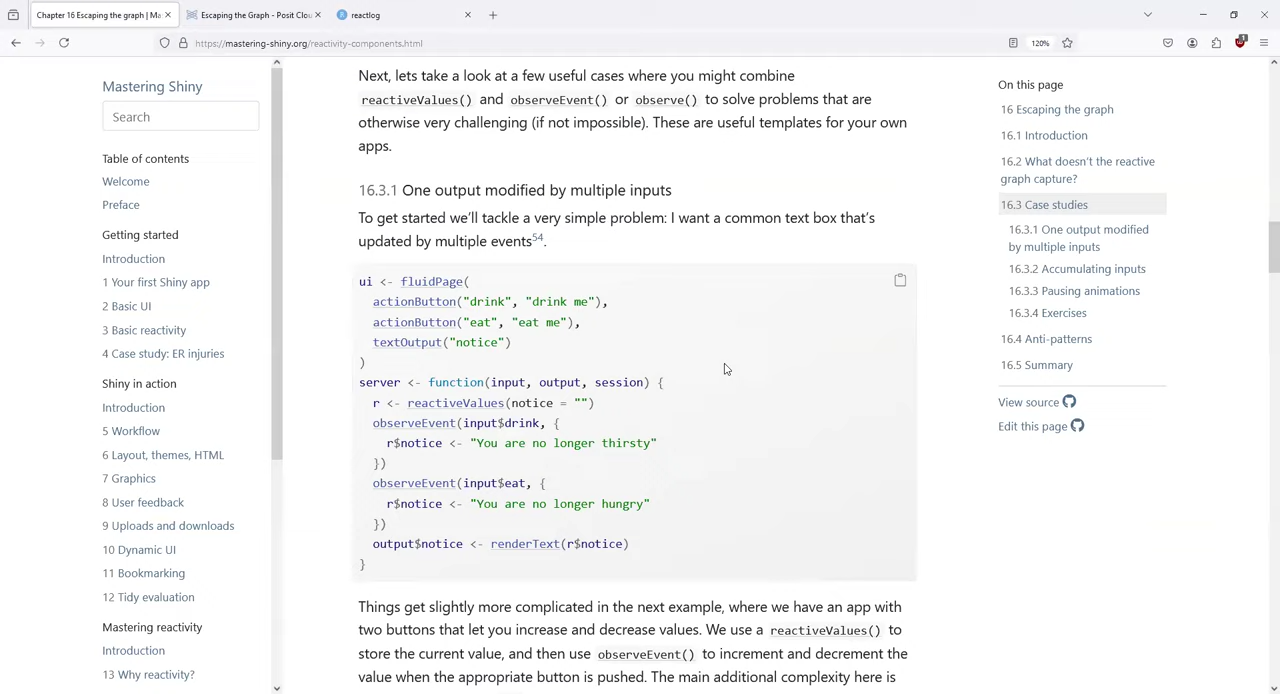 Chapter 16 Escaping the graph | Ma
Escaping the Graph - Posit Clou
reactlog
https://mastering-shiny.org/reactivity-components.html
120%
Mastering Shiny
Search
Table of contents
Welcome
Preface
Getting started
Introduction
1 Your first Shiny app
2 Basic UI
3 Basic reactivity
4 Case study: ER injuries
Shiny in action
Introduction
5 Workflow
6 Layout, themes, HTML
7 Graphics
8 User feedback
9 Uploads and downloads
10 Dynamic UI
11 Bookmarking
12 Tidy evaluation
Mastering reactivity
Introduction
13 Why reactivity?
Next, lets take a look at a few useful cases where you might combine
reactiveValues() and observeEvent() or observe() to solve problems that are
otherwise very challenging (if not impossible). These are useful templates for your own
apps.
16.3.1 One output modified by multiple inputs
To get started we'll tackle a very simple problem: I want a common text box that's
updated by multiple events54.
ui <- fluidPage(
  actionButton("drink", "drink me"),
  actionButton("eat", "eat me"),
  textOutput("notice")
)
server <- function(input, output, session) {
  r <- reactiveValues(notice = "")
  observeEvent(input$drink, {
    r$notice <- "You are no longer thirsty"
  })
  observeEvent(input$eat, {
    r$notice <- "You are no longer hungry"
  })
  output$notice <- renderText(r$notice)
}
Things get slightly more complicated in the next example, where we have an app with
two buttons that let you increase and decrease values. We use a reactiveValues() to
store the current value, and then use observeEvent() to increment and decrement the
value when the appropriate button is pushed. The main additional complexity here is
On this page
16 Escaping the graph
16.1 Introduction
16.2 What doesn't the reactive
graph capture?
16.3 Case studies
16.3.1 One output modified
by multiple inputs
16.3.2 Accumulating inputs
16.3.3 Pausing animations
16.3.4 Exercises
16.4 Anti-patterns
16.5 Summary
View source
Edit this page